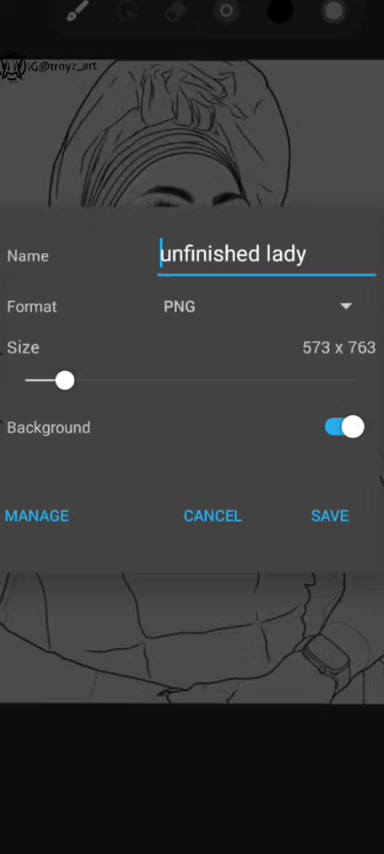 iG@troyz_art
Name unfinished lady
Format PNG
Size 573 x 763
Background
MANAGE CANCEL SAVE